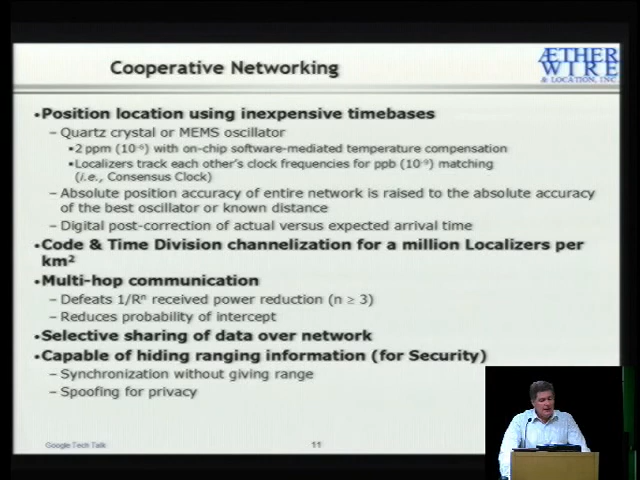 Cooperative Networking
ÆTHER
WIRE
& LOCATION, INC.
•Position location using inexpensive timebases
– Quartz crystal or MEMS oscillator
▪2 ppm (10⁻⁶) with on-chip software-mediated temperature compensation
▪Localizers track each other's clock frequencies for ppb (10⁻⁹) matching
(i.e., Consensus Clock)
– Absolute position accuracy of entire network is raised to the absolute accuracy
of the best oscillator or known distance
– Digital post-correction of actual versus expected arrival time
•Code & Time Division channelization for a million Localizers per
km²
•Multi-hop communication
– Defeats 1/Rⁿ received power reduction (n ≥ 3)
– Reduces probability of intercept
•Selective sharing of data over network
•Capable of hiding ranging information (for Security)
– Synchronization without giving range
– Spoofing for privacy
Google Tech Talk
11